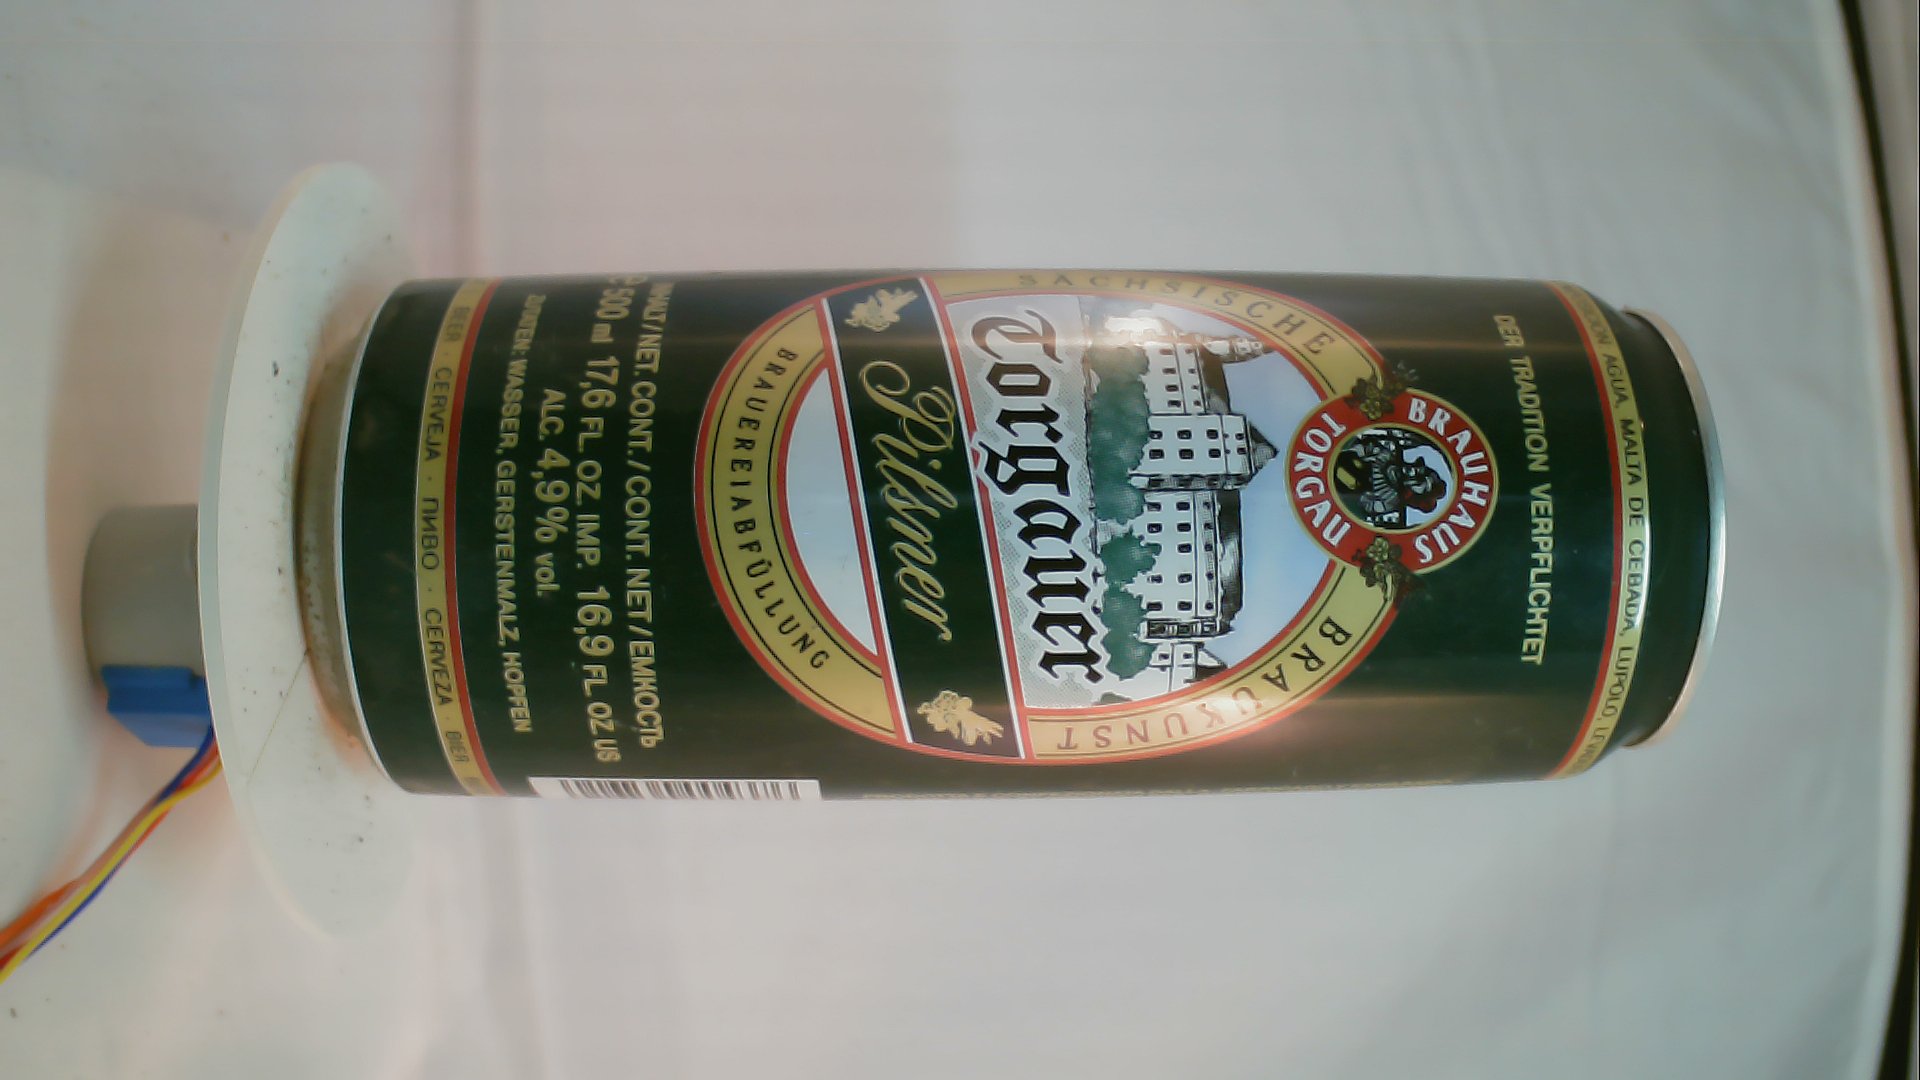 AGUA, MALTA DE CEBADA, LUPOLO,
DER TRADITION VERPFLICHTET
BRAUHAUS
TORGAU
SÄCHSISCHE
BRAUKUNST
Torgauer
Pilsner
BRAUEREIABFÜLLUNG
INHALT/NET. CONT./CONT. NET/ЕМКОСТЬ
500 ml 17,6 FL OZ. IMP. 16,9 FL OZ US
ALC. 4,9% vol.
ZUTATEN: WASSER, GERSTENMALZ, HOPFEN
BIER · CERVEJA · ПИВО · CERVEZA · BIER